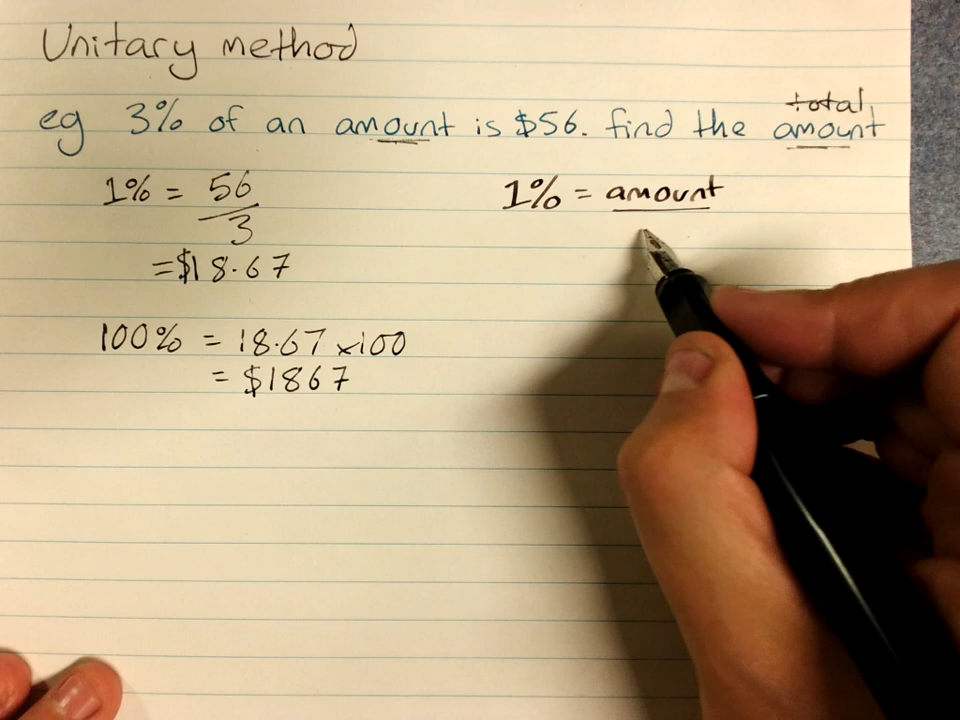 Unitary method
total
eg 3% of an amount is $56. find the amount
1% = 56
3
=$18.67
100% = 18.67 x100
= $1867
1% = amount